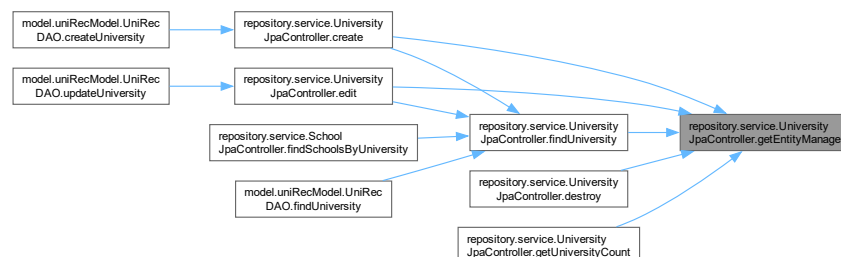 model.uniRecModel.UniRec
DAO.createUniversity
repository.service.University
JpaController.create
model.uniRecModel.UniRec
DAO.updateUniversity
repository.service.University
JpaController.edit
repository.service.School
JpaController.findSchoolsByUniversity
model.uniRecModel.UniRec
DAO.findUniversity
repository.service.University
JpaController.findUniversity
repository.service.University
JpaController.destroy
repository.service.University
JpaController.getUniversityCount
repository.service.University
JpaController.getEntityManage